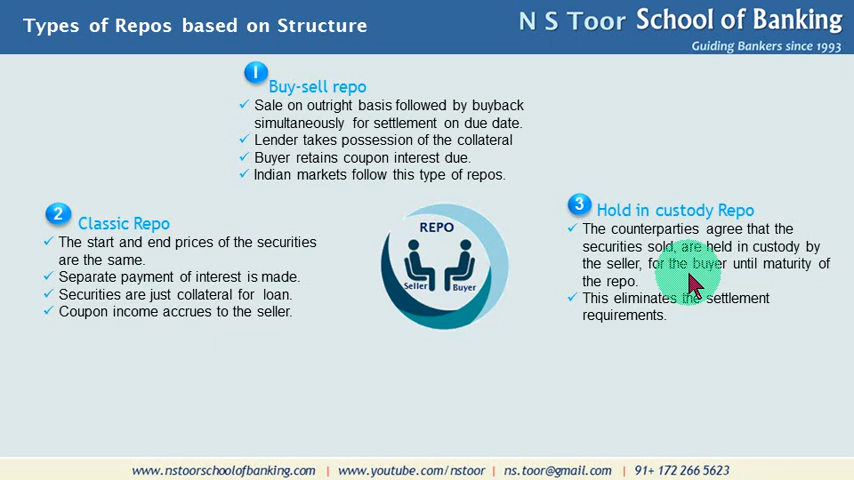 Types of Repos based on Structure
N S Toor School of Banking
Guiding Bankers since 1993
1
Buy-sell repo
Sale on outright basis followed by buyback
simultaneously for settlement on due date.
Lender takes possession of the collateral
Buyer retains coupon interest due.
Indian markets follow this type of repos.
2
Classic Repo
The start and end prices of the securities
are the same.
Separate payment of interest is made.
Securities are just collateral for loan.
Coupon income accrues to the seller.
REPO
Seller
Buyer
3
Hold in custody Repo
The counterparties agree that the
securities sold, are held in custody by
the seller, for the buyer until maturity of
the repo.
This eliminates the settlement
requirements.
www.nstoorschoolofbanking.com | www.youtube.com/nstoor | ns.toor@gmail.com | 91+ 172 266 5623